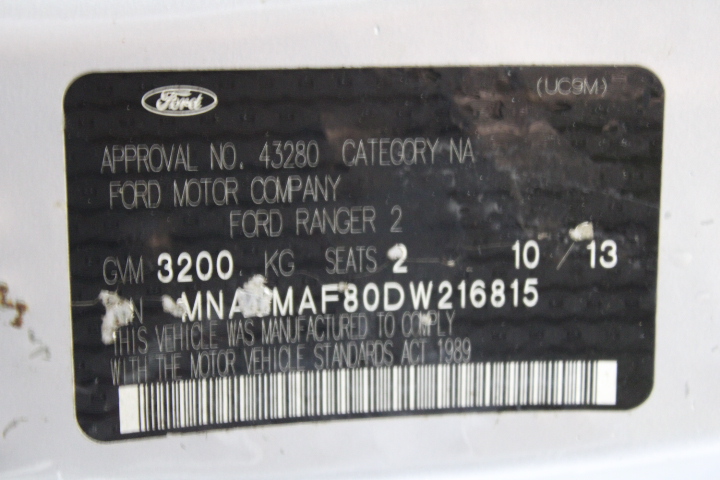 Ford
(UC9M)
APPROVAL NO. 43280 CATEGORY NA
FORD MOTOR COMPANY
FORD RANGER 2
GVM 3200 KG SEATS 2 10 / 13
THIS VEHICLE WAS MANUFACTURED TO COMPLY
WITH THE MOTOR VEHICLE STANDARDS ACT 1989